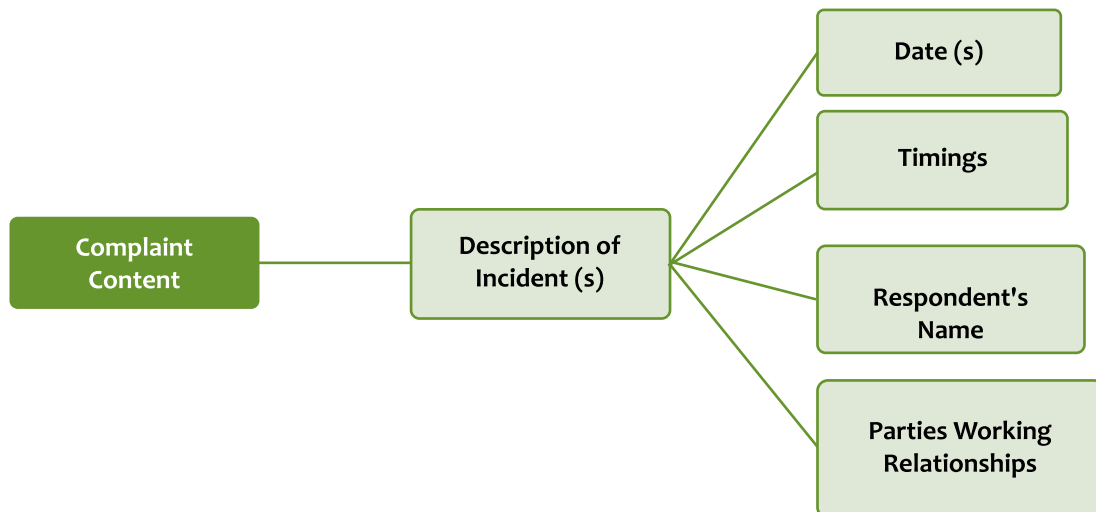 Complaint
Content
Description of
Incident (s)
Date (s)
Timings
Respondent's
Name
Parties Working
Relationships